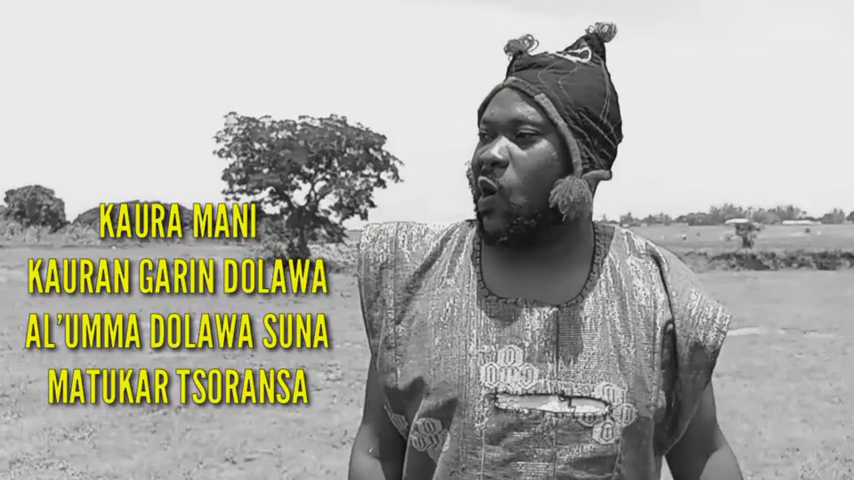 KAURA MANI
KAURAN GARIN DOLAWA
AL'UMMA DOLAWA SUNA
MATUKAR TSORANSA